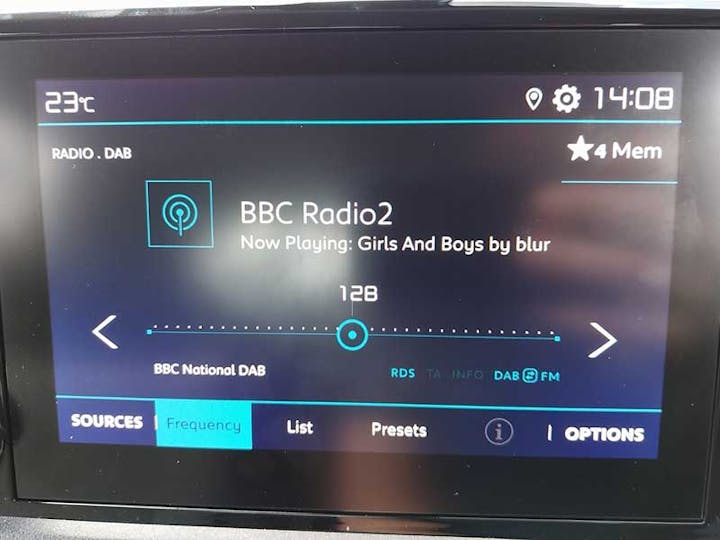 23°C 14:08
RADIO . DAB 4 Mem
BBC Radio2
Now Playing: Girls And Boys by blur
128
BBC National DAB RDS TA INFO DAB FM
SOURCES Frequency List Presets i OPTIONS